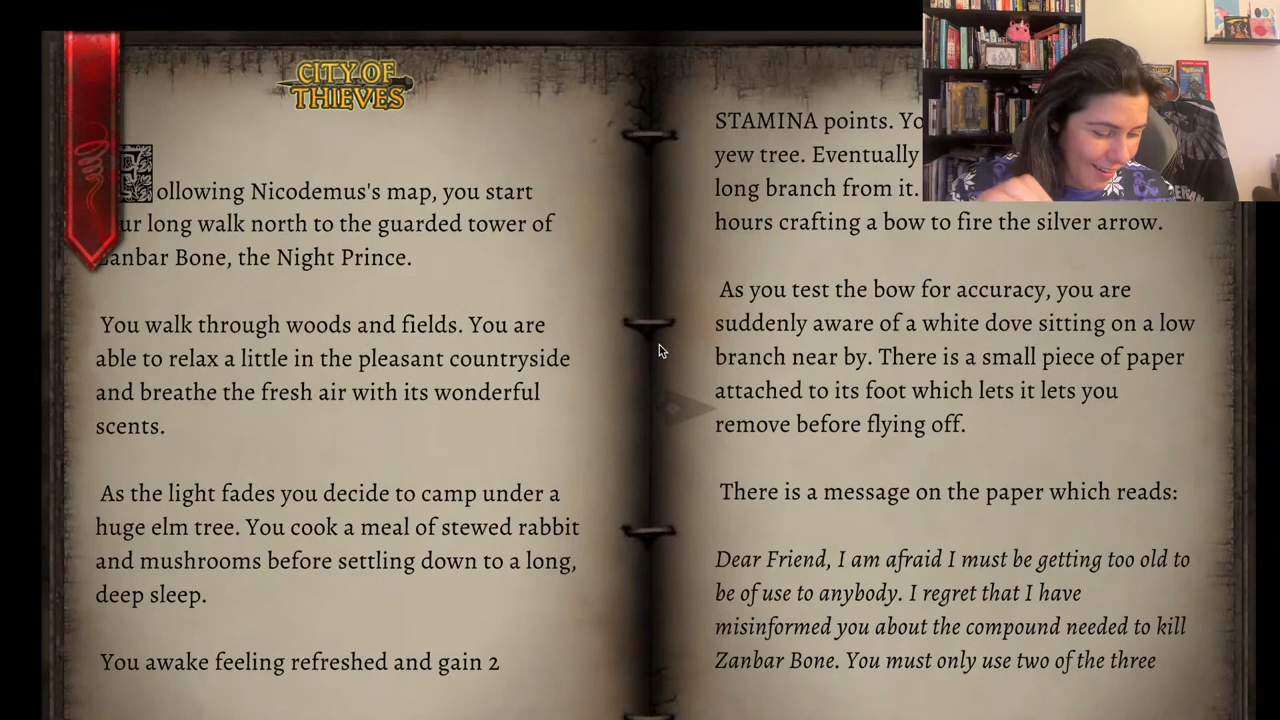 CITY OF
THIEVES
Following Nicodemus's map, you start
ur long walk north to the guarded tower of
Zanbar Bone, the Night Prince.
You walk through woods and fields. You are
able to relax a little in the pleasant countryside
and breathe the fresh air with its wonderful
scents.
As the light fades you decide to camp under a
huge elm tree. You cook a meal of stewed rabbit
and mushrooms before settling down to a long,
deep sleep.
You awake feeling refreshed and gain 2
STAMINA points. Yo
yew tree. Eventually
long branch from it.
hours crafting a bow to fire the silver arrow.
As you test the bow for accuracy, you are
suddenly aware of a white dove sitting on a low
branch near by. There is a small piece of paper
attached to its foot which lets it lets you
remove before flying off.
There is a message on the paper which reads:
Dear Friend, I am afraid I must be getting too old to
be of use to anybody. I regret that I have
misinformed you about the compound needed to kill
Zanbar Bone. You must only use two of the three